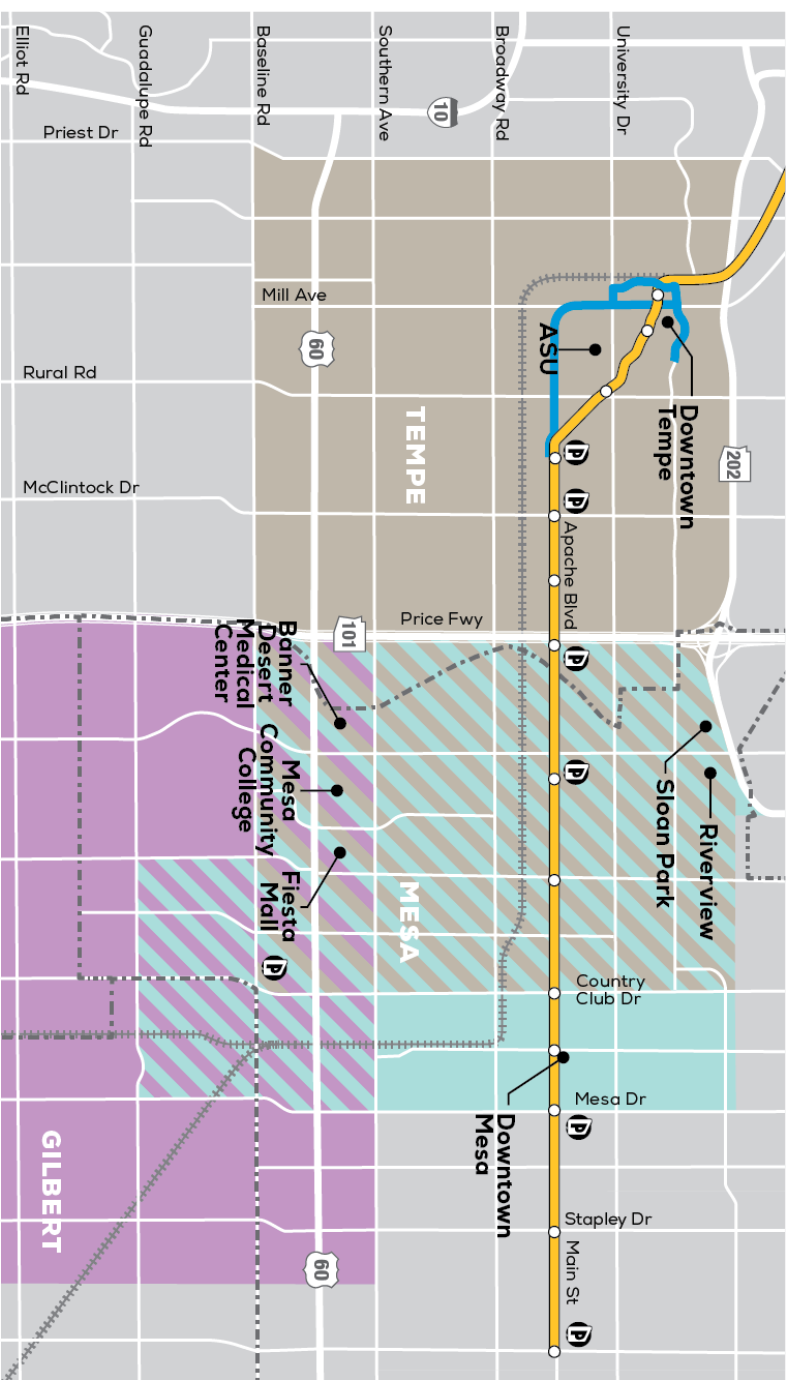 University Dr
Broadway Rd
Southern Ave
Baseline Rd
Guadalupe Rd
Elliot Rd
10
Priest Dr
Mill Ave
60
Rural Rd
McClintock Dr
ASU
Downtown
Tempe
202
TEMPE
P
P
Apache Blvd
Price Fwy
101
P
Banner
Desert
Medical
Center
Mesa
Community
College
Fiesta
Mall
P
P
Sloan Park
Riverview
MESA
Country
Club Dr
Mesa Dr
Downtown
Mesa
P
Stapley Dr
Main St
P
GILBERT
60